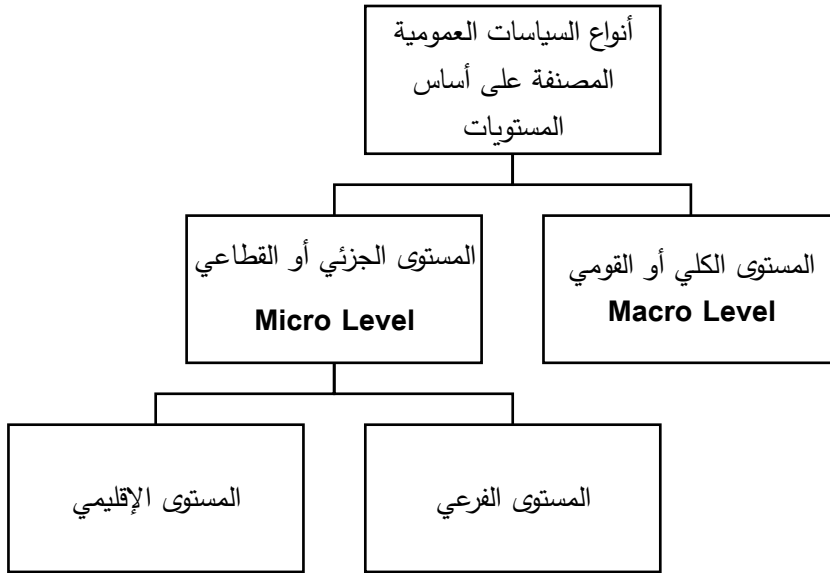 أنواع السياسات العمومية
المصنفة على أساس
المستويات
المستوى الكلي أو القومي
Macro Level
المستوى الجزئي أو القطاعي
Micro Level
المستوى الفرعي
المستوى الإقليمي